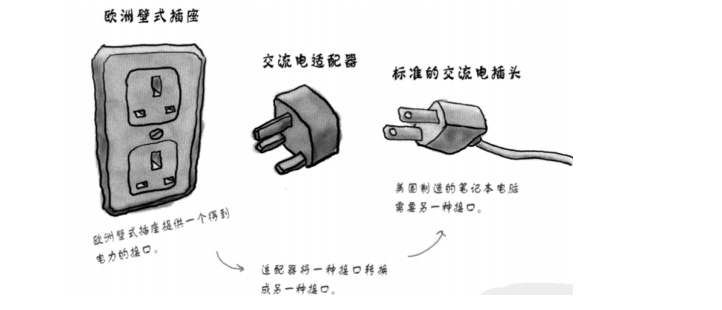 欧洲壁式插座
交流电适配器
标准的交流电插头
美国制造的笔记本电脑
需要另一种接口。
欧洲壁式插座提供一个得到
电力的接口。
适配器将一种接口转换
成另一种接口。